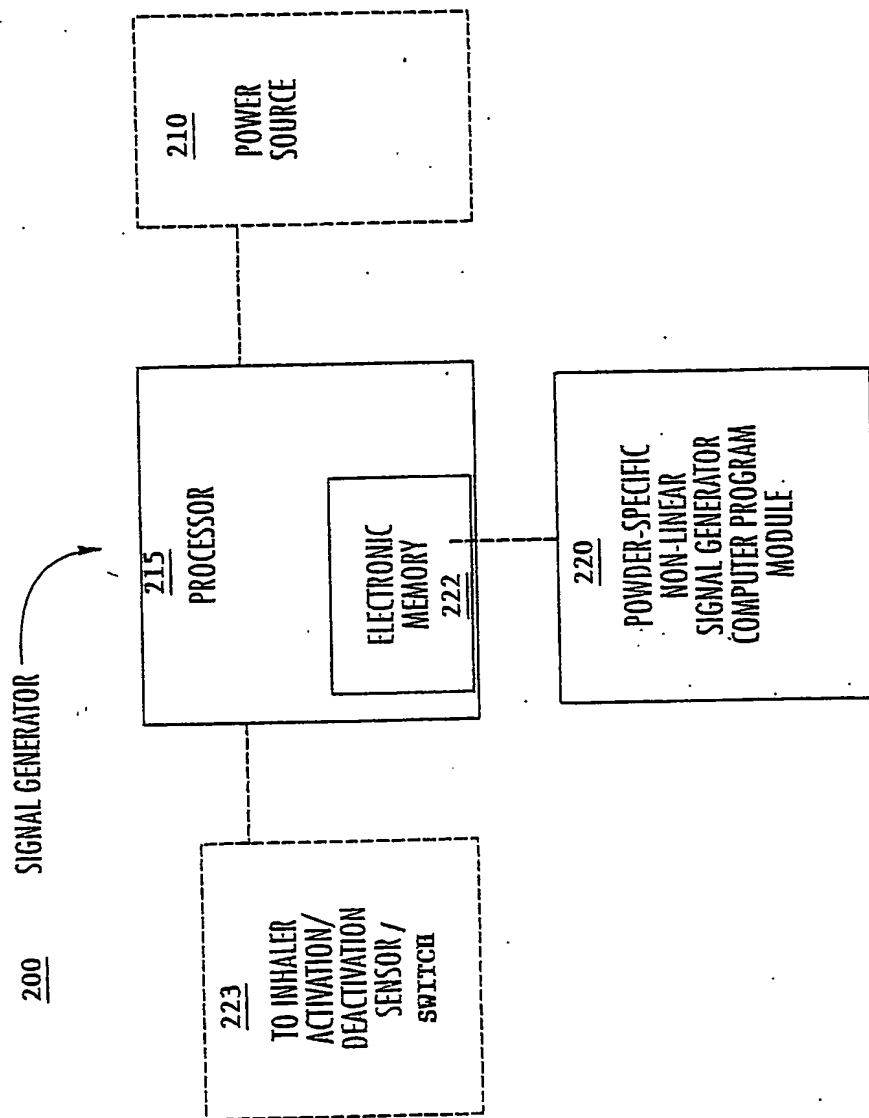 200 SIGNAL GENERATOR
223
TO INHALER
ACTIVATION/
DEACTIVATION
SENSOR /
SWITCH
215
PROCESSOR
ELECTRONIC
MEMORY
222
210
POWER
SOURCE
220
POWDER-SPECIFIC
NON-LINEAR
SIGNAL GENERATOR
COMPUTER PROGRAM
MODULE